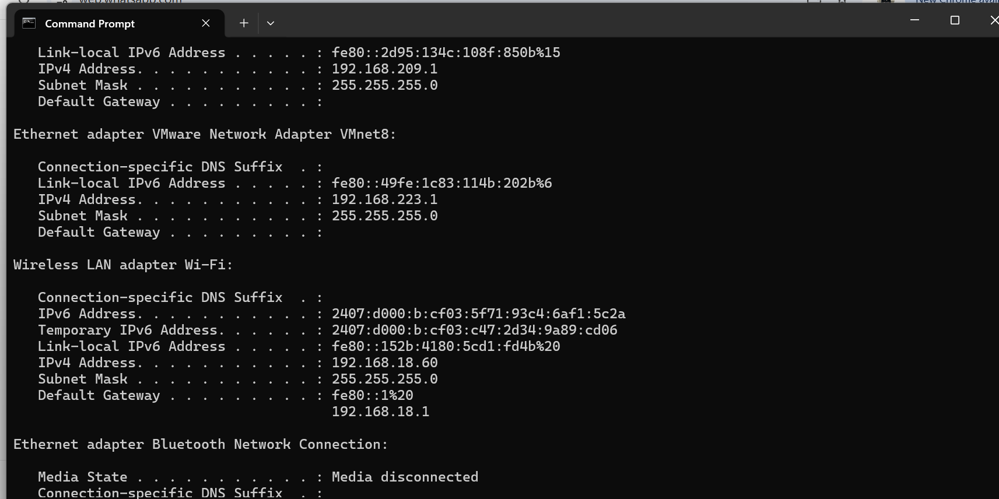 web.whatsapp.com
Command Prompt
Link-local IPv6 Address . . . . . : fe80::2d95:134c:108f:850b%15
IPv4 Address. . . . . . . . . . . : 192.168.209.1
Subnet Mask . . . . . . . . . . . : 255.255.255.0
Default Gateway . . . . . . . . . :
Ethernet adapter VMware Network Adapter VMnet8:
Connection-specific DNS Suffix  . :
Link-local IPv6 Address . . . . . : fe80::49fe:1c83:114b:202b%6
IPv4 Address. . . . . . . . . . . : 192.168.223.1
Subnet Mask . . . . . . . . . . . : 255.255.255.0
Default Gateway . . . . . . . . . :
Wireless LAN adapter Wi-Fi:
Connection-specific DNS Suffix  . :
IPv6 Address. . . . . . . . . . . : 2407:d000:b:cf03:5f71:93c4:6af1:5c2a
Temporary IPv6 Address. . . . . . : 2407:d000:b:cf03:c47:2d34:9a89:cd06
Link-local IPv6 Address . . . . . : fe80::152b:4180:5cd1:fd4b%20
IPv4 Address. . . . . . . . . . . : 192.168.18.60
Subnet Mask . . . . . . . . . . . : 255.255.255.0
Default Gateway . . . . . . . . . : fe80::1%20
192.168.18.1
Ethernet adapter Bluetooth Network Connection:
Media State . . . . . . . . . . . : Media disconnected
Connection-specific DNS Suffix  . :